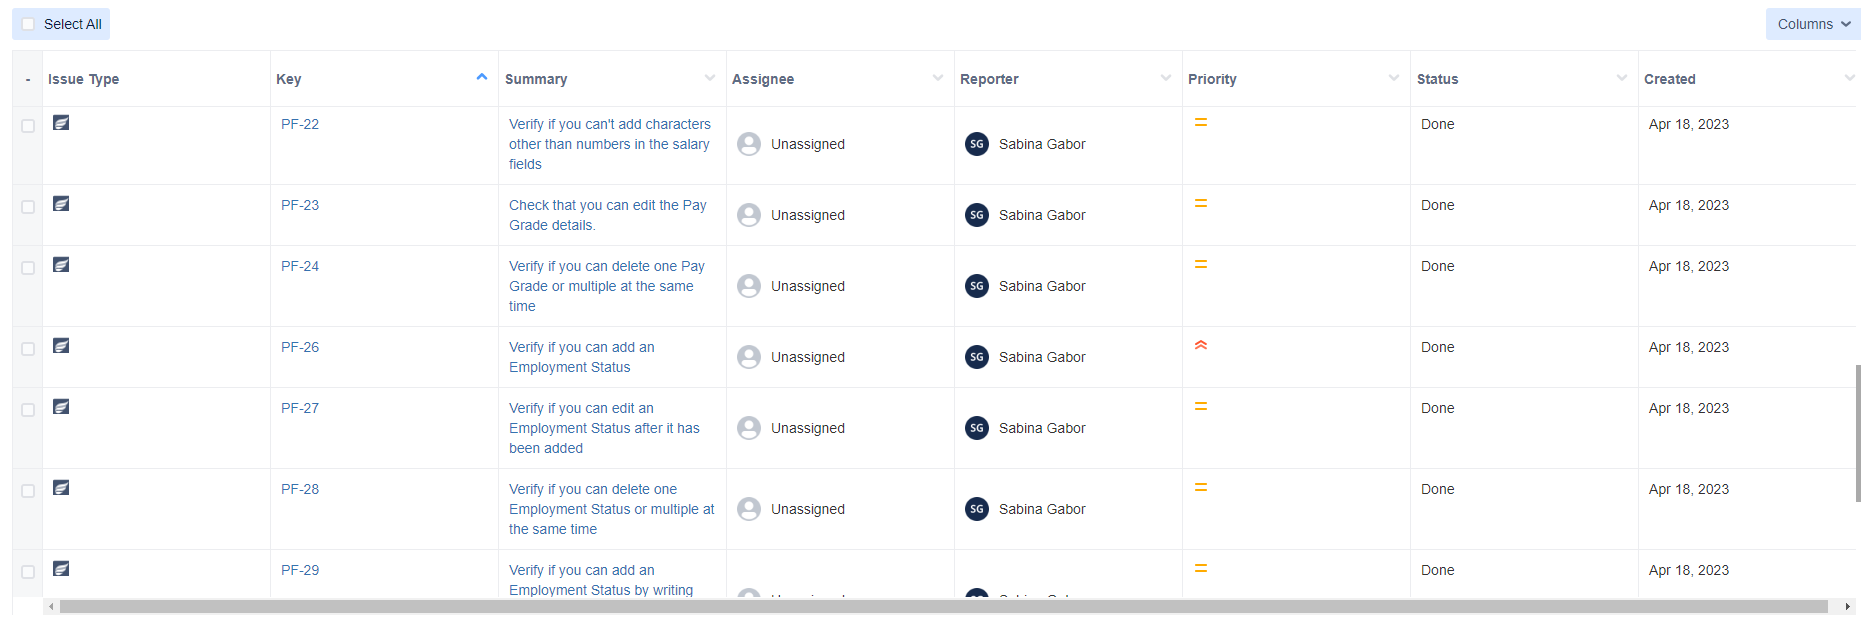 Select All
Columns
- Issue Type Key Summary Assignee Reporter Priority Status Created
PF-22 Verify if you can't add characters Done Apr 18, 2023
other than numbers in the salary SG Unassigned Sabina Gabor
fields
PF-23 Check that you can edit the Pay Unassigned SG Sabina Gabor Done Apr 18, 2023
Grade details.
PF-24 Verify if you can delete one Pay Done Apr 18, 2023
Grade or multiple at the same Unassigned SG Sabina Gabor
time
PF-26 Verify if you can add an Unassigned SG Sabina Gabor Done Apr 18, 2023
Employment Status
PF-27 Verify if you can edit an Done Apr 18, 2023
Employment Status after it has Unassigned SG Sabina Gabor
been added
PF-28 Verify if you can delete one Done Apr 18, 2023
Employment Status or multiple at Unassigned SG Sabina Gabor
the same time
PF-29 Verify if you can add an Done Apr 18, 2023
Employment Status by writing